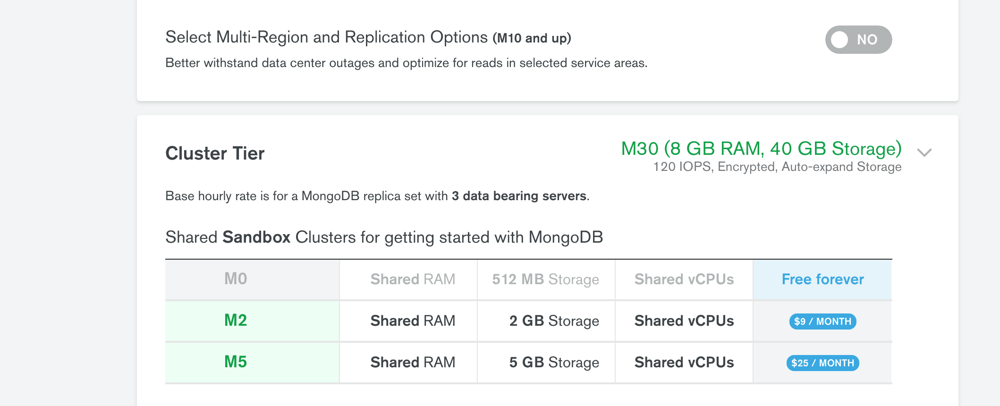 Select Multi-Region and Replication Options (M10 and up)
NO
Better withstand data center outages and optimize for reads in selected service areas.
Cluster Tier
M30 (8 GB RAM, 40 GB Storage)
120 IOPS, Encrypted, Auto-expand Storage
Base hourly rate is for a MongoDB replica set with 3 data bearing servers.
Shared Sandbox Clusters for getting started with MongoDB
M0 Shared RAM 512 MB Storage Shared vCPUs Free forever
M2 Shared RAM 2 GB Storage Shared vCPUs $9 / MONTH
M5 Shared RAM 5 GB Storage Shared vCPUs $25 / MONTH